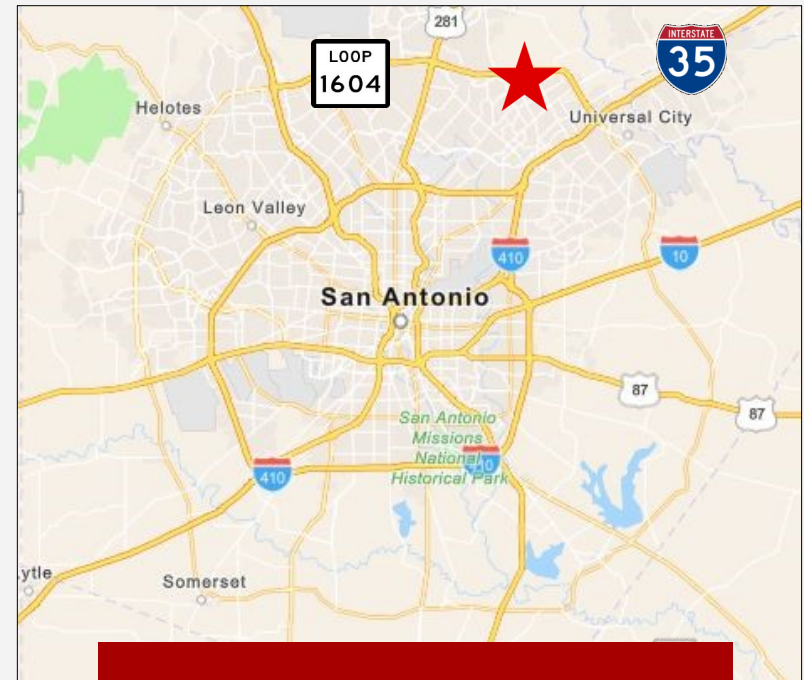 281
LOOP
1604
INTERSTATE
35
Helotes
Universal City
Leon Valley
410
10
San Antonio
87
87
San Antonio
Missions
National
Historical Park
410
ytle
Somerset